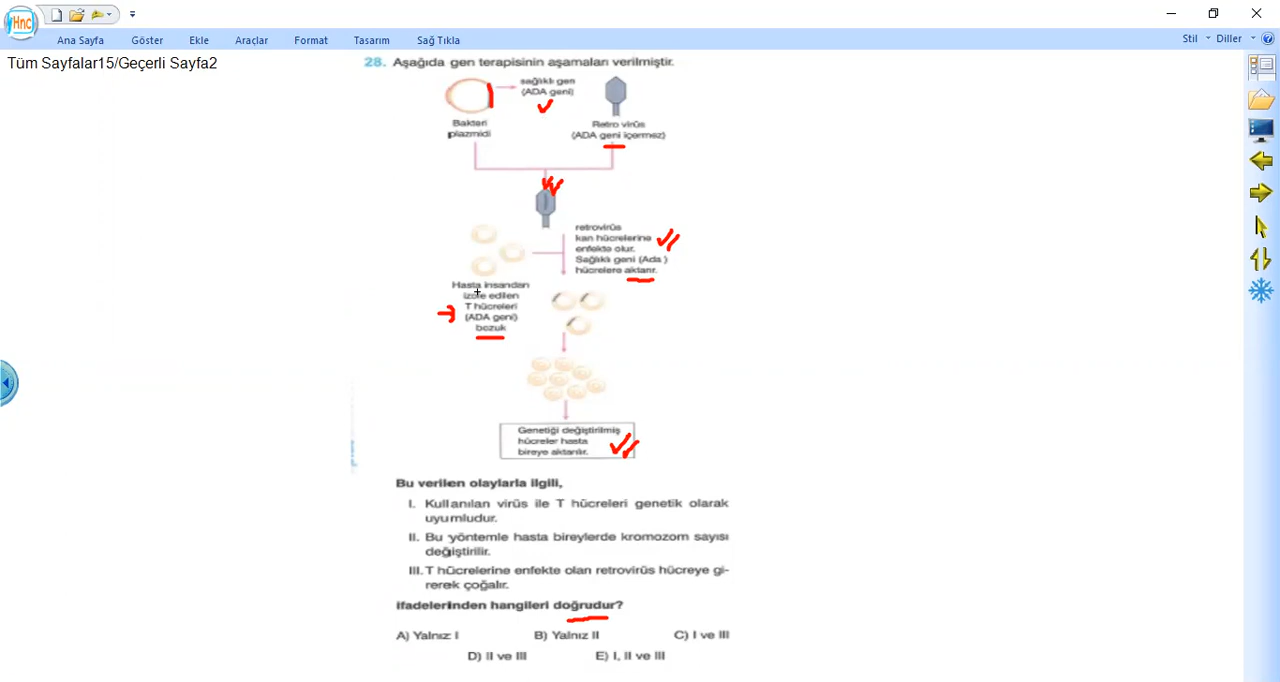 Hnc
Ana Sayfa Göster Ekle Araçlar Format Tasarım Sağ Tıkla Stil Diller
Tüm Sayfalar15/Geçerli Sayfa2
28. Aşağıda gen terapisinin aşamaları verilmiştir.
sağlıklı gen
(ADA geni)
Bakteri
plazmidi
Retro virüs
(ADA geni içermez)
retrovirüs
kan hücrelerine
enfekte olur.
Sağlıklı geni (Ada )
hücrelere aktarır.
Hasta insandan
izole edilen
T hücreleri
(ADA geni)
bozuk
Genetiği değiştirilmiş
hücreler hasta
bireye aktarılır.
Bu verilen olaylarla ilgili,
I. Kullanılan virüs ile T hücreleri genetik olarak
uyumludur.
II. Bu yöntemle hasta bireylerde kromozom sayısı
değiştirilir.
III. T hücrelerine enfekte olan retrovirüs hücreye gi-
rerek çoğalır.
ifadelerinden hangileri doğrudur?
A) Yalnız I B) Yalnız II C) I ve III
D) II ve III E) I, II ve III